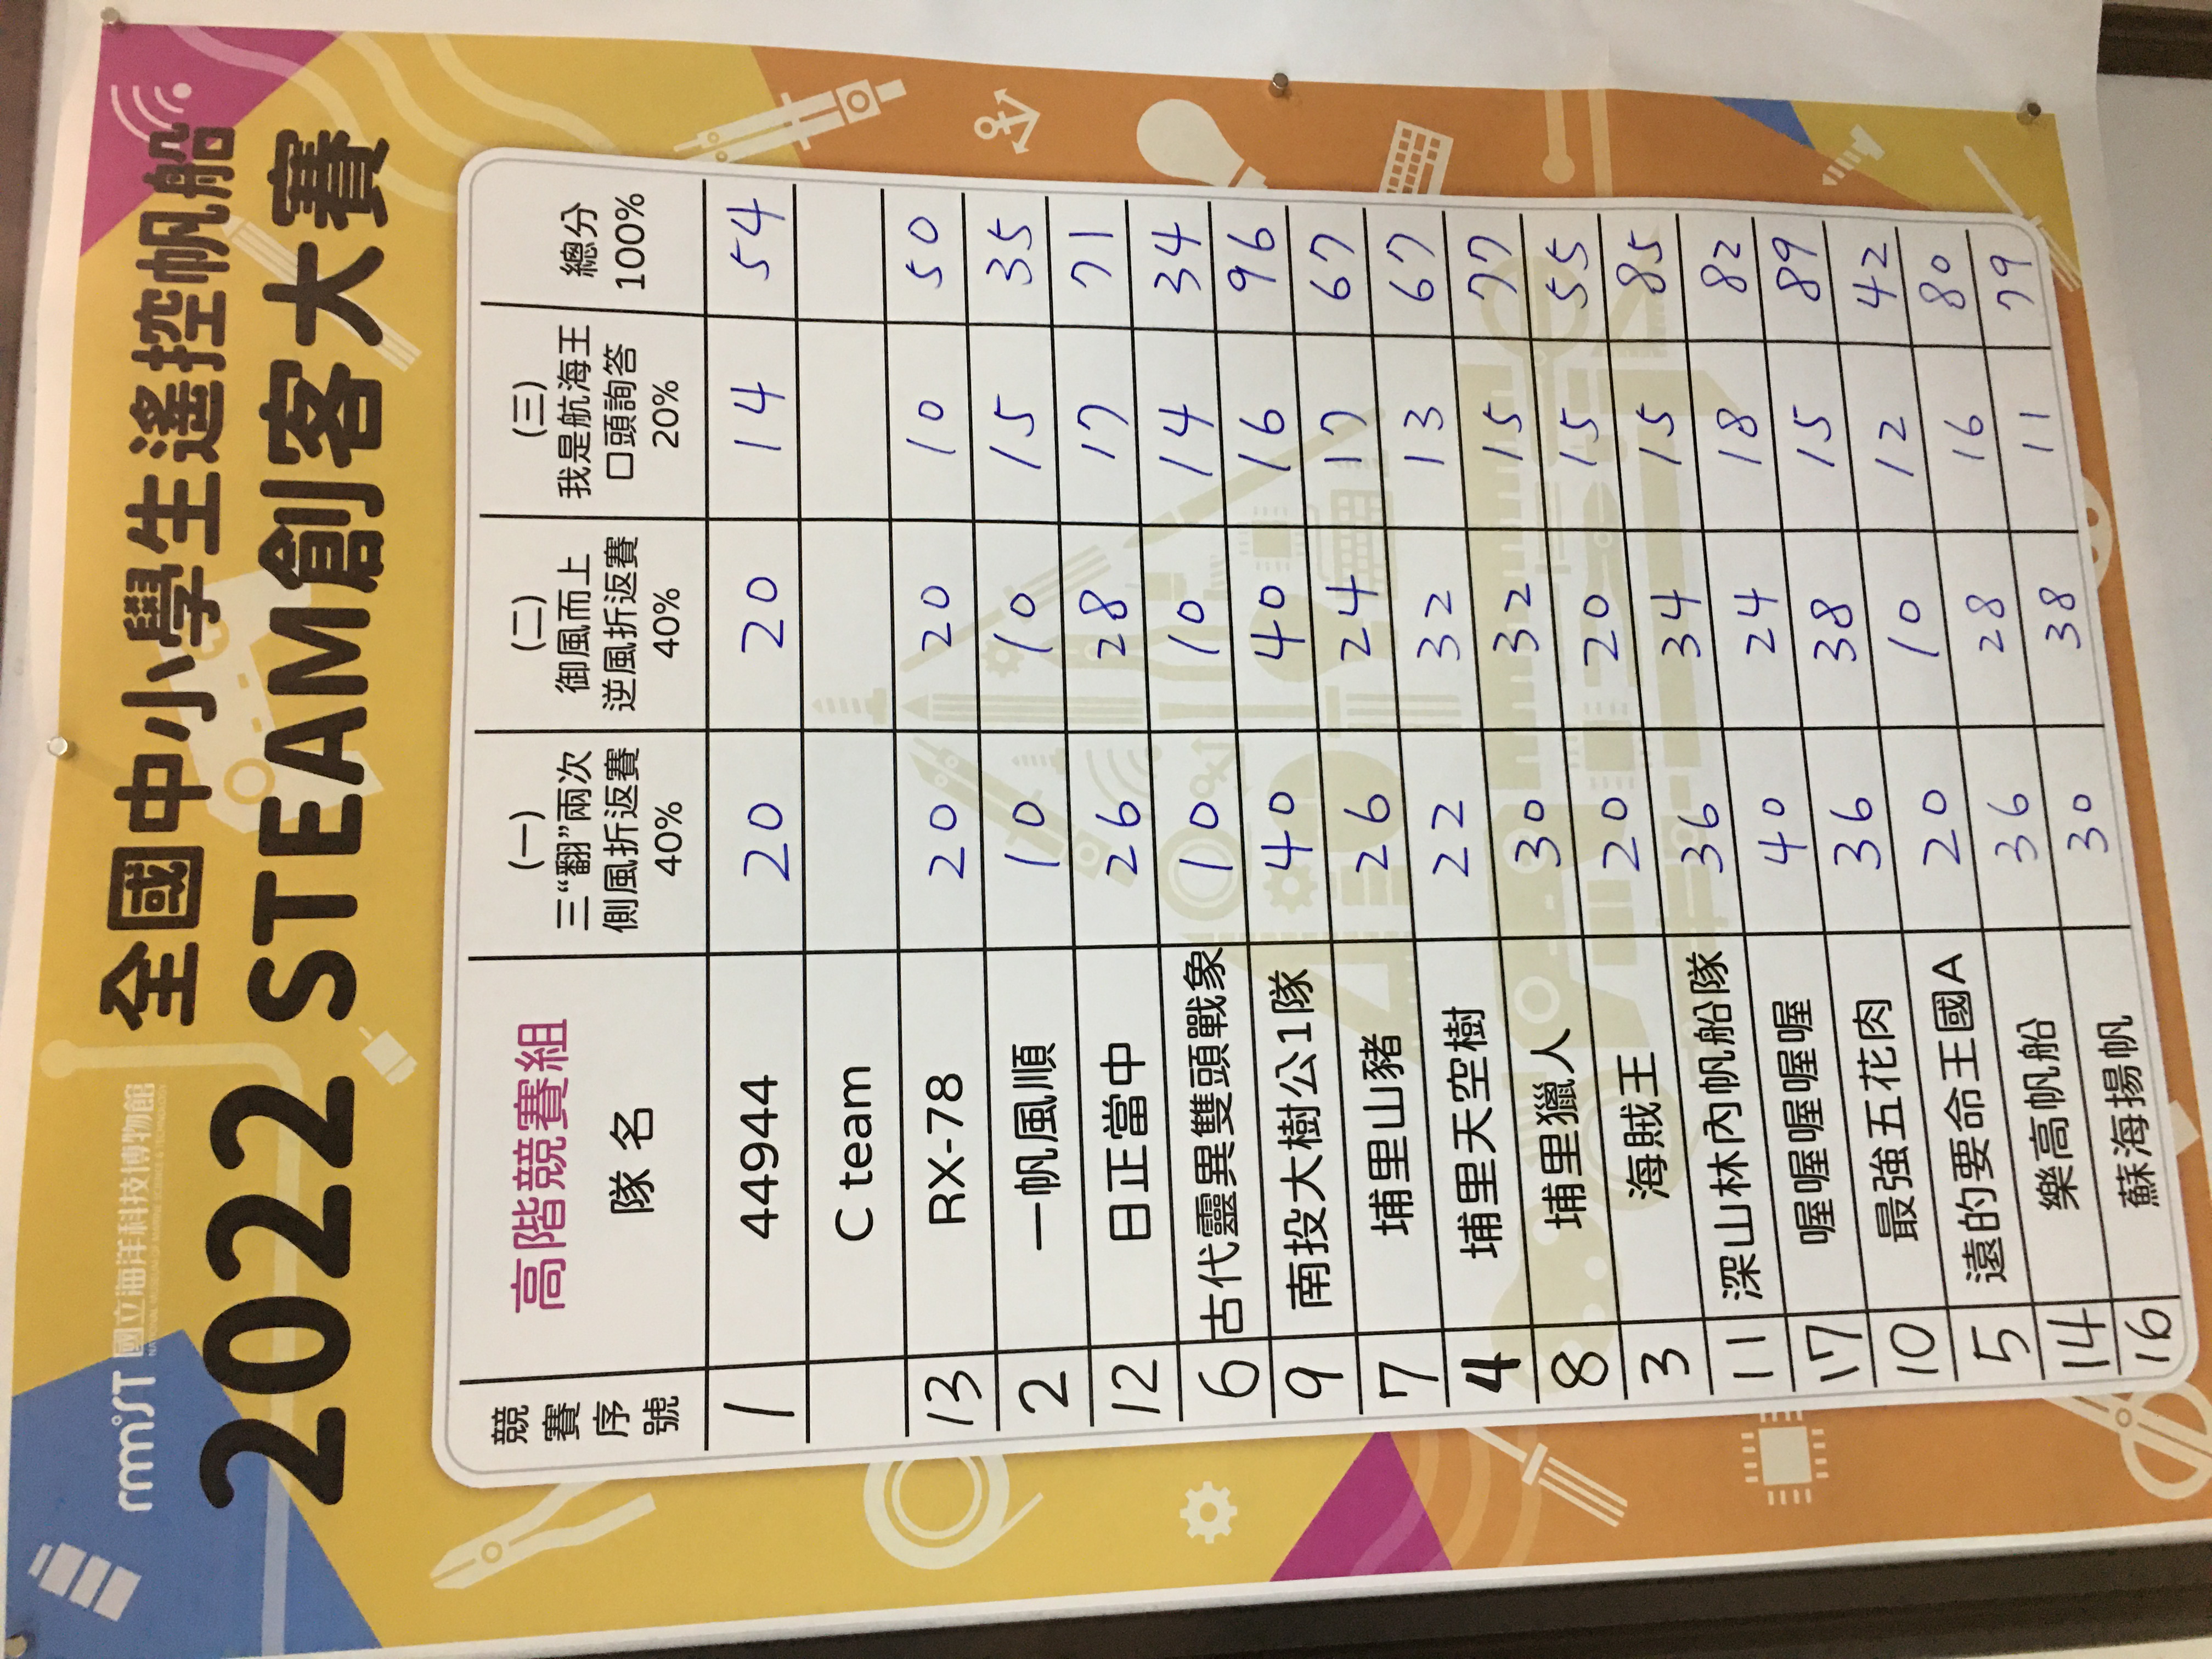 rmmiST 國立海洋科技博物館
NATIONAL MUSEUM OF MARINE SCIENCE & TECHNOLOGY
全國中小學生遙控帆船
2022 STEAM創客大賽
競賽序號 高階競賽組 隊名 (一) 三“翻”兩次 側風折返賽 40% (二) 御風而上 逆風折返賽 40% (三) 我是航海王 口頭詢答 20% 總分 100%
1 44944 20 20 14 54
C team
13 RX-78 20 20 10 50
2 一帆風順 10 10 15 35
12 日正當中 26 28 17 71
6 古代靈異雙頭戰象 10 10 14 34
9 南投大樹公1隊 40 40 16 96
7 埔里山豬 26 24 17 67
4 埔里天空樹 22 32 13 67
8 埔里獵人 30 32 15 77
3 海賊王 20 20 15 55
11 深山林內帆船隊 36 34 15 85
17 喔喔喔喔喔 40 24 18 82
10 最強五花肉 36 38 15 89
5 遠的要命王國A 20 10 12 42
14 樂高帆船 36 28 16 80
16 蘇海揚帆 30 38 11 79